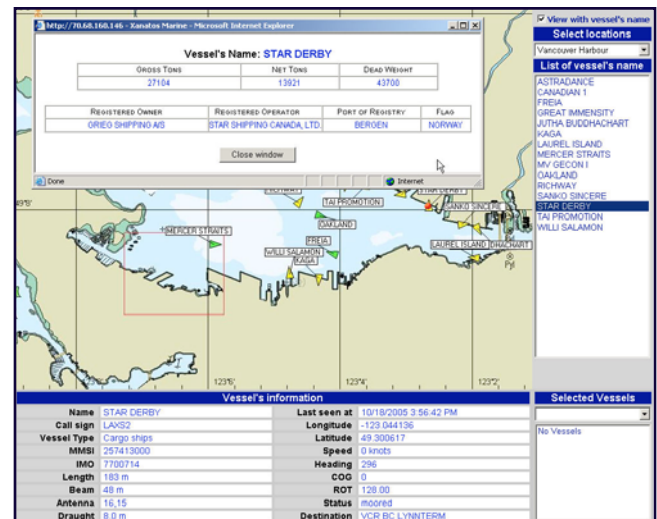 http://70.68.160.146 - Xanatos Marine - Microsoft Internet Explorer
Vessel's Name: STAR DERBY
GROSS TONS NET TONS DEAD WEIGHT
27104 13921 43700
REGISTERED OWNER REGISTERED OPERATOR PORT OF REGISTRY FLAG
GRIEG SHIPPING A/S STAR SHIPPING CANADA, LTD. BERGEN NORWAY
Close window
Done Internet
View with vessel's name
Select locations
Vancouver Harbour
List of vessel's name
ASTRADANCE
CANADIAN 1
FREIA
GREAT IMMENSITY
JUTHA BUDDHACHART
KAGA
LAUREL ISLAND
MERCER STRAITS
MV GECON I
OAKLAND
RICHWAY
SANKO SINCERE
STAR DERBY
TAI PROMOTION
WILLI SALAMON
RICHWAY
STAR DERBY
TAI PROMOTION
SANKO SINCERE
49°18'
OAKLAND
MERCER STRAITS
FREIA
LAUREL ISLAND
DHACHART
WILLI SALAMON
KAGA
Pyl
123°6'
123°4'
123°2'
Vessel's information
Name STAR DERBY Last seen at 10/18/2005 3:56:42 PM
Call sign LAXS2 Longitude -123.044136
Vessel Type Cargo ships Latitude 49.300617
MMSI 257413000 Speed 0 knots
IMO 7700714 Heading 296
Length 183 m COG 0
Beam 48 m ROT 128.00
Antenna 16,15 Status moored
Draught 8.0 m Destination VCR BC LYNNTERM
Selected Vessels
No Vessels